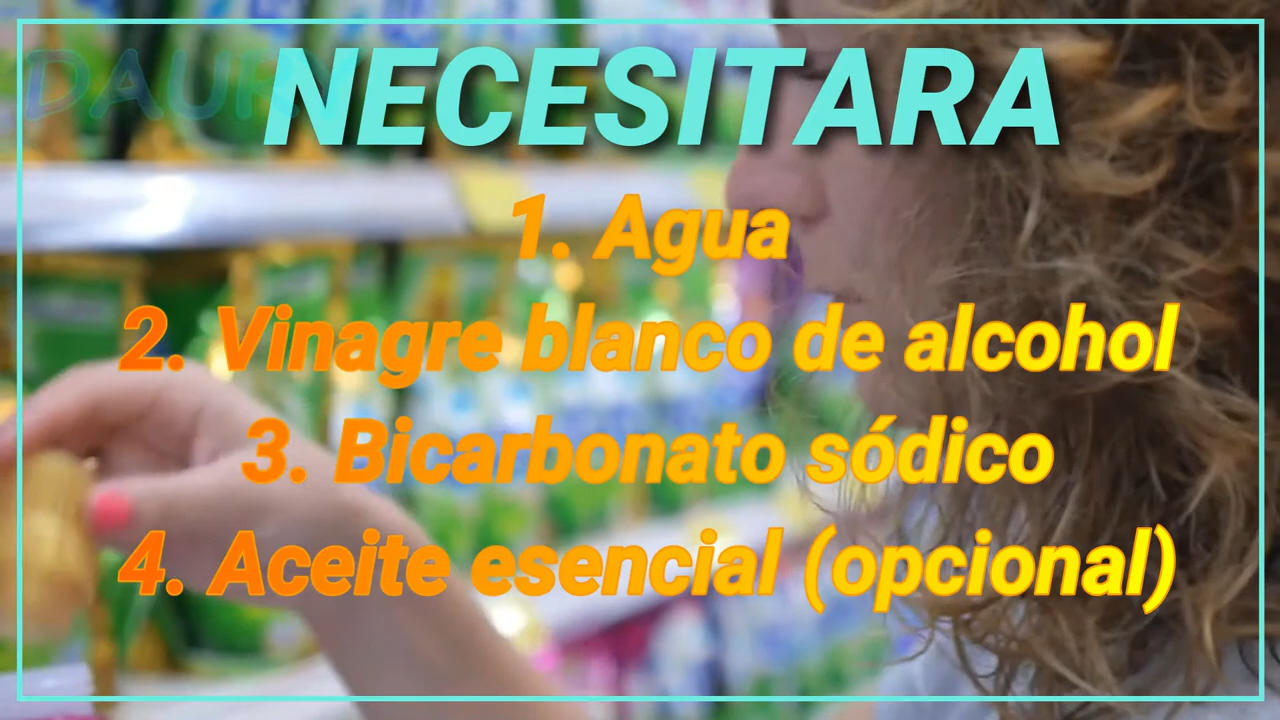 NECESITARA
1. Agua
2. Vinagre blanco de alcohol
3. Bicarbonato sódico
4. Aceite esencial (opcional)